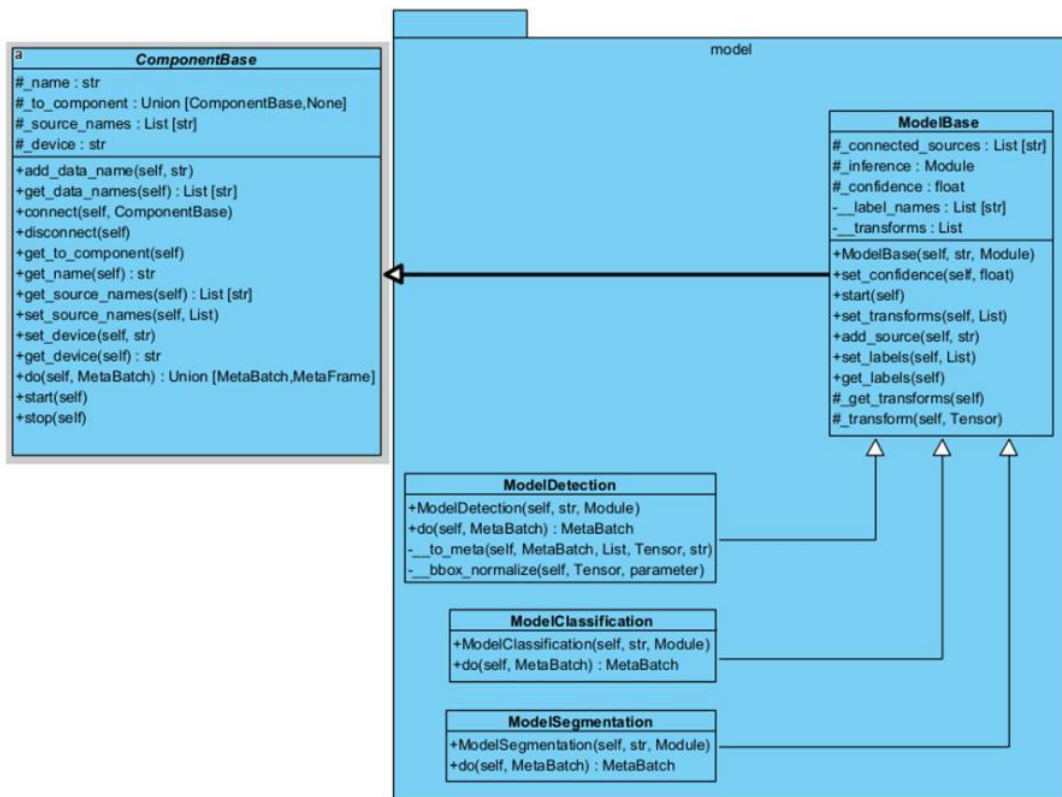 a
ComponentBase
#_name : str
#_to_component : Union [ComponentBase,None]
#_source_names : List [str]
#_device : str
+add_data_name(self, str)
+get_data_names(self) : List [str]
+connect(self, ComponentBase)
+disconnect(self)
+get_to_component(self)
+get_name(self) : str
+get_source_names(self) : List [str]
+set_source_names(self, List)
+set_device(self, str)
+get_device(self) : str
+do(self, MetaBatch) : Union [MetaBatch,MetaFrame]
+start(self)
+stop(self)
model
ModelBase
#_connected_sources : List [str]
#_inference : Module
#_confidence : float
-__label_names : List [str]
-__transforms : List
+ModelBase(self, str, Module)
+set_confidence(self, float)
+start(self)
+set_transforms(self, List)
+add_source(self, str)
+set_labels(self, List)
+get_labels(self)
#_get_transforms(self)
#_transform(self, Tensor)
ModelDetection
+ModelDetection(self, str, Module)
+do(self, MetaBatch) : MetaBatch
-__to_meta(self, MetaBatch, List, Tensor, str)
-__bbox_normalize(self, Tensor, parameter)
ModelClassification
+ModelClassification(self, str, Module)
+do(self, MetaBatch) : MetaBatch
ModelSegmentation
+ModelSegmentation(self, str, Module)
+do(self, MetaBatch) : MetaBatch